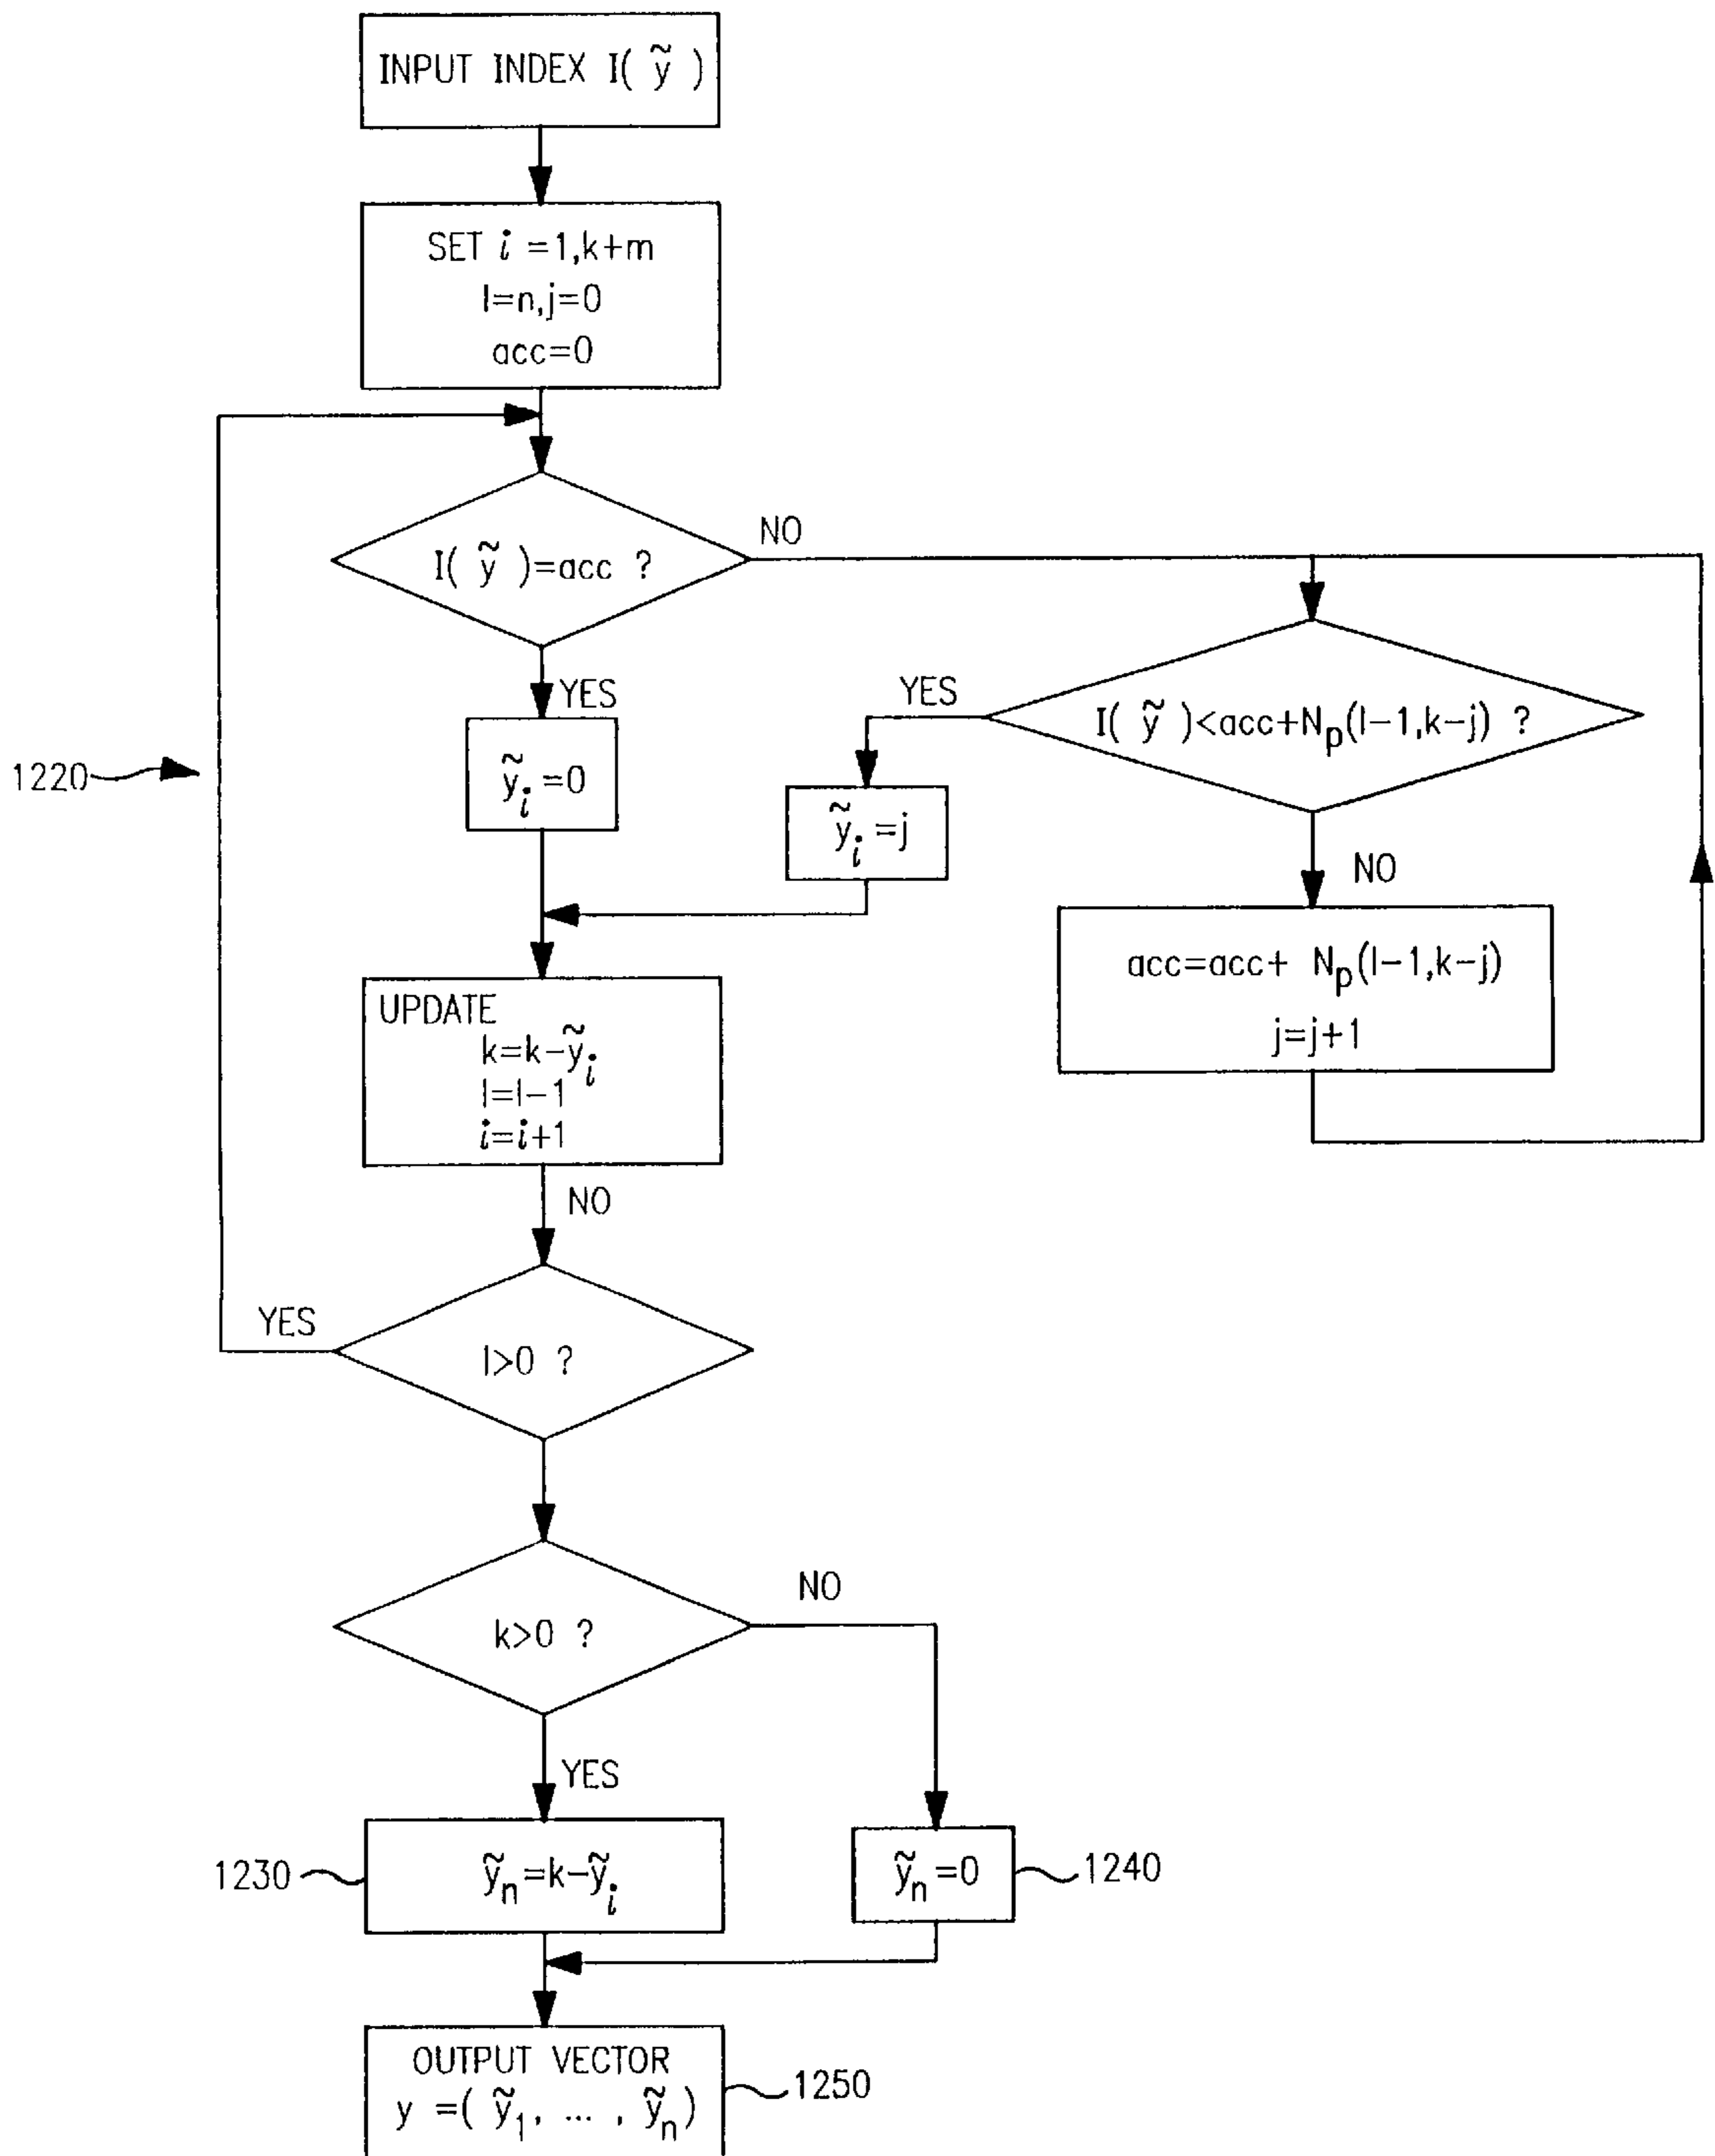 INPUT INDEX I( ỹ )
SET i =1,k+m
l=n,j=0
acc=0
I( ỹ )=acc ?
NO
YES
I( ỹ )<acc+Np(l-1,k-j) ?
YES
1220
ỹi=0
ỹi=j
NO
acc=acc+ Np(l-1,k-j)
j=j+1
UPDATE
k=k-ỹi
l=l-1
i=i+1
NO
YES
l>0 ?
NO
k>0 ?
YES
1230
ỹn=k-ỹi
ỹn=0
1240
OUTPUT VECTOR
y =( ỹ1, ... , ỹn)
1250